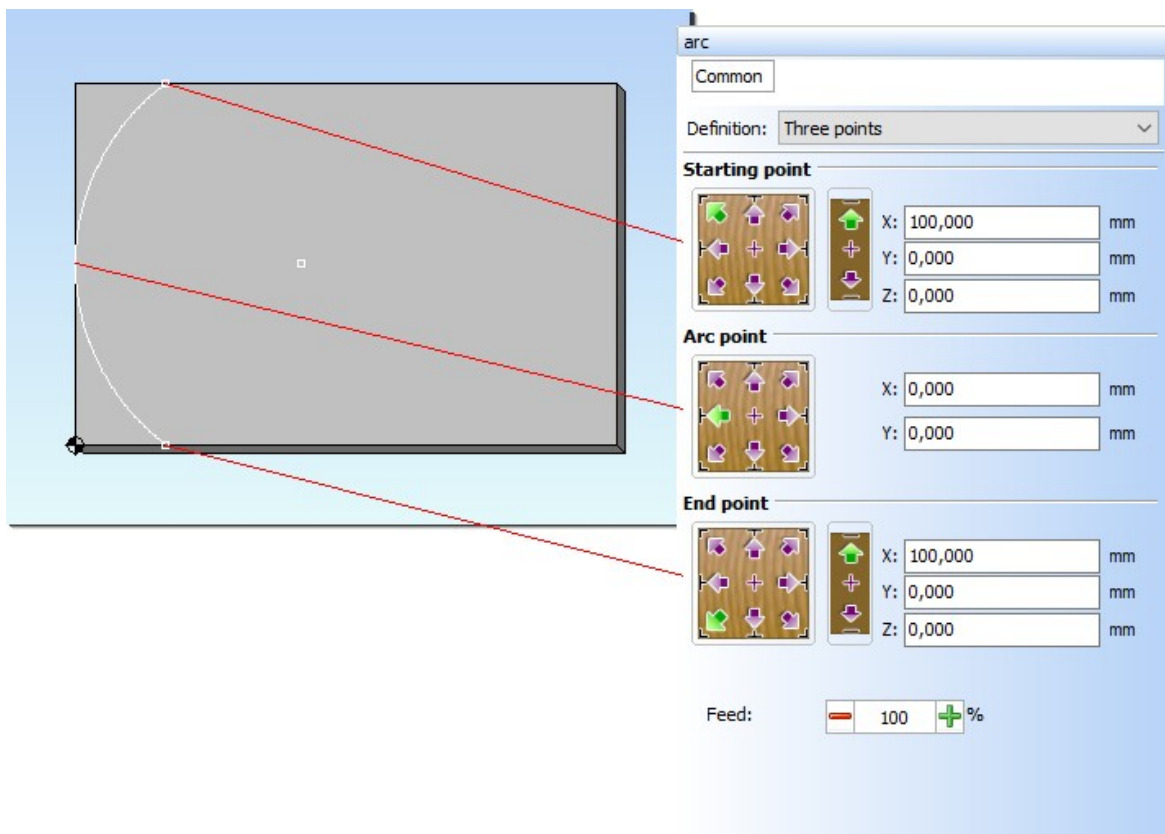 arc
Common
Definition: Three points
Starting point
X: 100,000 mm
Y: 0,000 mm
Z: 0,000 mm
Arc point
X: 0,000 mm
Y: 0,000 mm
End point
X: 100,000 mm
Y: 0,000 mm
Z: 0,000 mm
Feed: 100 %